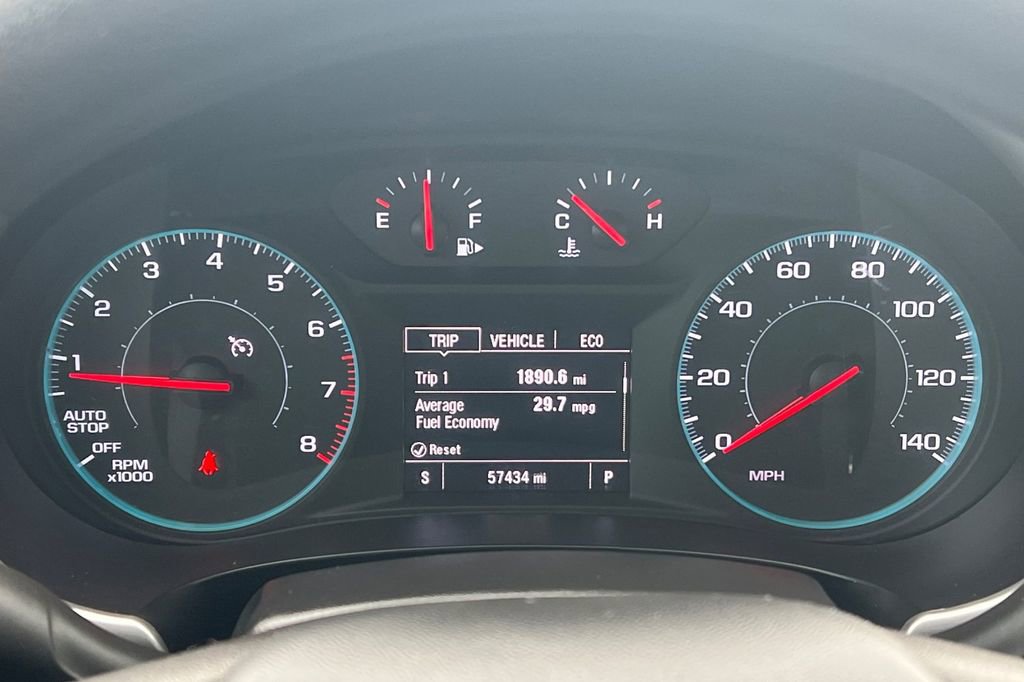 E F
C H
1 2 3 4 5 6 7 8
AUTO
STOP
OFF
RPM
x1000
TRIP VEHICLE ECO
Trip 1 1890.6 mi
Average 29.7 mpg
Fuel Economy
Reset
S 57434 mi P
0 20 40 60 80 100 120 140
MPH